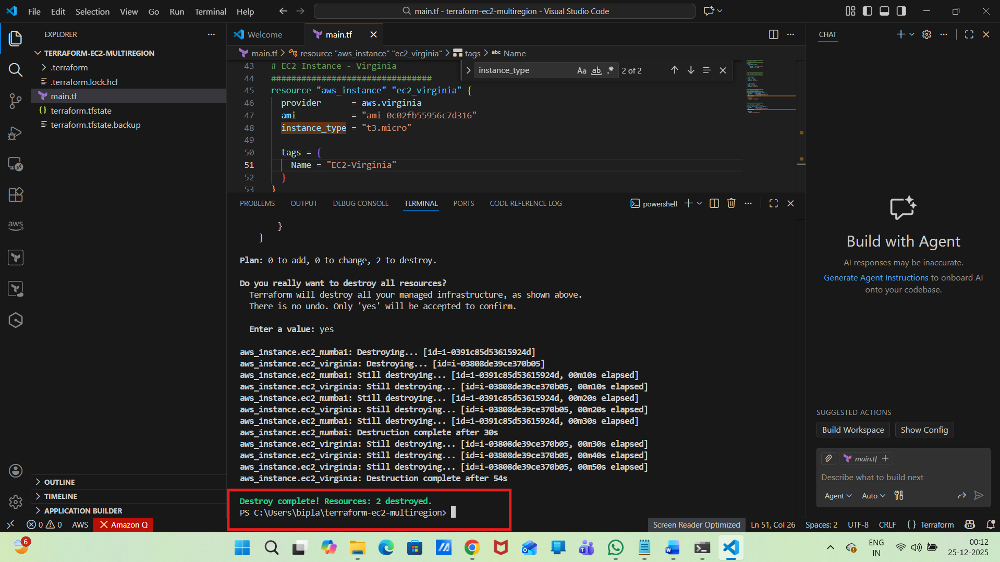 File Edit Selection View Go Run Terminal Help
main.tf - terraform-ec2-multiregion - Visual Studio Code
EXPLORER
TERRAFORM-EC2-MULTIREGION
.terraform
.terraform.lock.hcl
main.tf
terraform.tfstate
terraform.tfstate.backup
OUTLINE
TIMELINE
APPLICATION BUILDER
aws
Welcome
main.tf
main.tf > resource "aws_instance" "ec2_virginia" > tags > abc Name
instance_type Aa ab .* 2 of 2
43 # EC2 Instance - Virginia
44 ################################
45 resource "aws_instance" "ec2_virginia" {
46 provider = aws.virginia
47 ami = "ami-0c02fb55956c7d316"
48 instance_type = "t3.micro"
49
50 tags = {
51 Name = "EC2-Virginia"
52 }
53 }
PROBLEMS OUTPUT DEBUG CONSOLE TERMINAL PORTS CODE REFERENCE LOG
powershell
}
}
Plan: 0 to add, 0 to change, 2 to destroy.
Do you really want to destroy all resources?
Terraform will destroy all your managed infrastructure, as shown above.
There is no undo. Only 'yes' will be accepted to confirm.
Enter a value: yes
aws_instance.ec2_mumbai: Destroying... [id=i-0391c85d53615924d]
aws_instance.ec2_virginia: Destroying... [id=i-03808de39ce370b05]
aws_instance.ec2_mumbai: Still destroying... [id=i-0391c85d53615924d, 00m10s elapsed]
aws_instance.ec2_virginia: Still destroying... [id=i-03808de39ce370b05, 00m10s elapsed]
aws_instance.ec2_mumbai: Still destroying... [id=i-0391c85d53615924d, 00m20s elapsed]
aws_instance.ec2_virginia: Still destroying... [id=i-03808de39ce370b05, 00m20s elapsed]
aws_instance.ec2_mumbai: Still destroying... [id=i-0391c85d53615924d, 00m30s elapsed]
aws_instance.ec2_mumbai: Destruction complete after 30s
aws_instance.ec2_virginia: Still destroying... [id=i-03808de39ce370b05, 00m30s elapsed]
aws_instance.ec2_virginia: Still destroying... [id=i-03808de39ce370b05, 00m40s elapsed]
aws_instance.ec2_virginia: Still destroying... [id=i-03808de39ce370b05, 00m50s elapsed]
aws_instance.ec2_virginia: Destruction complete after 54s
Destroy complete! Resources: 2 destroyed.
PS C:\Users\bipla\terraform-ec2-multiregion>
CHAT
Build with Agent
AI responses may be inaccurate.
Generate Agent Instructions to onboard AI
onto your codebase.
SUGGESTED ACTIONS
Build Workspace
Show Config
main.tf
Describe what to build next
Agent Auto
0 0 AWS Amazon Q
Screen Reader Optimized Ln 51, Col 26 Spaces: 2 UTF-8 CRLF { } Terraform
6
ENG
IN
00:12
25-12-2025